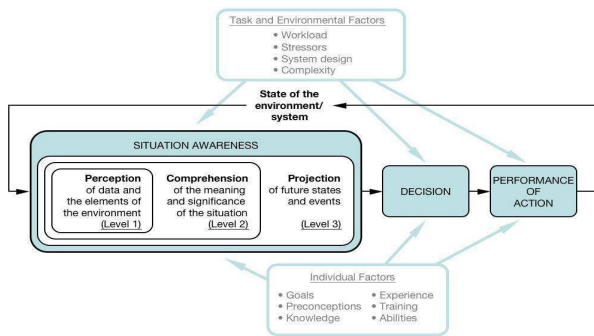 Task and Environmental Factors
• Workload
• Stressors
• System design
• Complexity
State of the
environment/
system
SITUATION AWARENESS
Perception
of data and
the elements of
the environment
(Level 1)
Comprehension
of the meaning
and significance
of the situation
(Level 2)
Projection
of future states
and events
(Level 3)
DECISION
PERFORMANCE
OF
ACTION
Individual Factors
• Goals
• Preconceptions
• Knowledge
• Experience
• Training
• Abilities